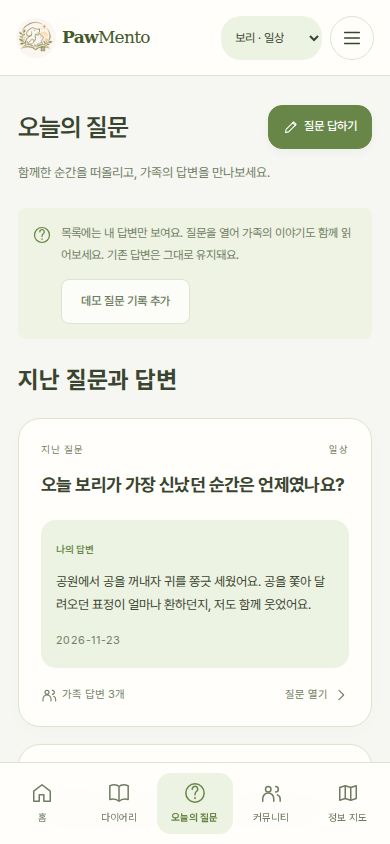 PawMento
보리 · 일상
오늘의 질문
질문 답하기
함께한 순간을 떠올리고, 가족의 답변을 만나보세요.
목록에는 내 답변만 보여요. 질문을 열어 가족의 이야기도 함께 읽
어보세요. 기존 답변은 그대로 유지돼요.
데모 질문 기록 추가
지난 질문과 답변
지난 질문
일상
오늘 보리가 가장 신났던 순간은 언제였나요?
나의 답변
공원에서 공을 꺼내자 귀를 쫑긋 세웠어요. 공을 쫓아 달
려오던 표정이 얼마나 환하던지, 저도 함께 웃었어요.
2026-11-23
가족 답변 3개
질문 열기
홈
다이어리
오늘의 질문
커뮤니티
정보 지도